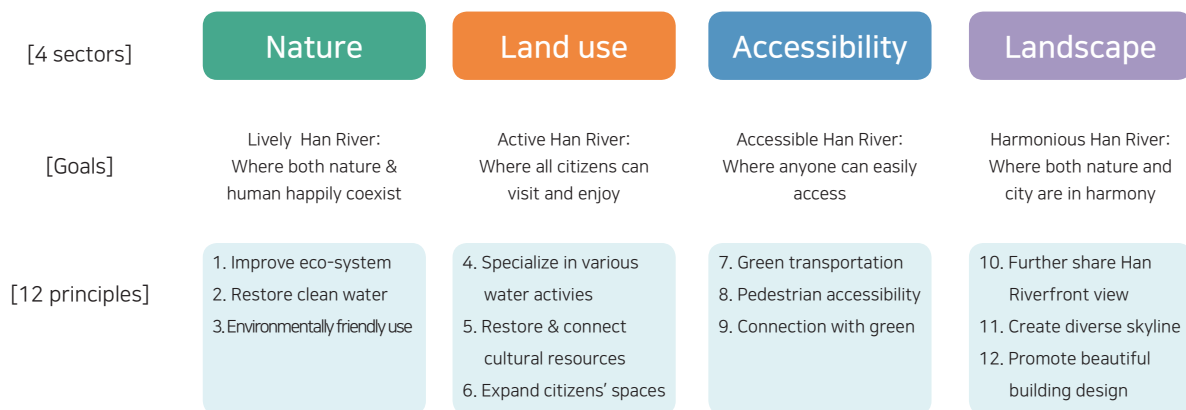 [4 sectors]
Nature
Land use
Accessibility
Landscape
[Goals]
Lively Han River:
Where both nature &
human happily coexist
Active Han River:
Where all citizens can
visit and enjoy
Accessible Han River:
Where anyone can easily
access
Harmonious Han River:
Where both nature and
city are in harmony
[12 principles]
1. Improve eco-system
2. Restore clean water
3. Environmentally friendly use
4. Specialize in various
water activies
5. Restore & connect
cultural resources
6. Expand citizens' spaces
7. Green transportation
8. Pedestrian accessibility
9. Connection with green
10. Further share Han
Riverfront view
11. Create diverse skyline
12. Promote beautiful
building design